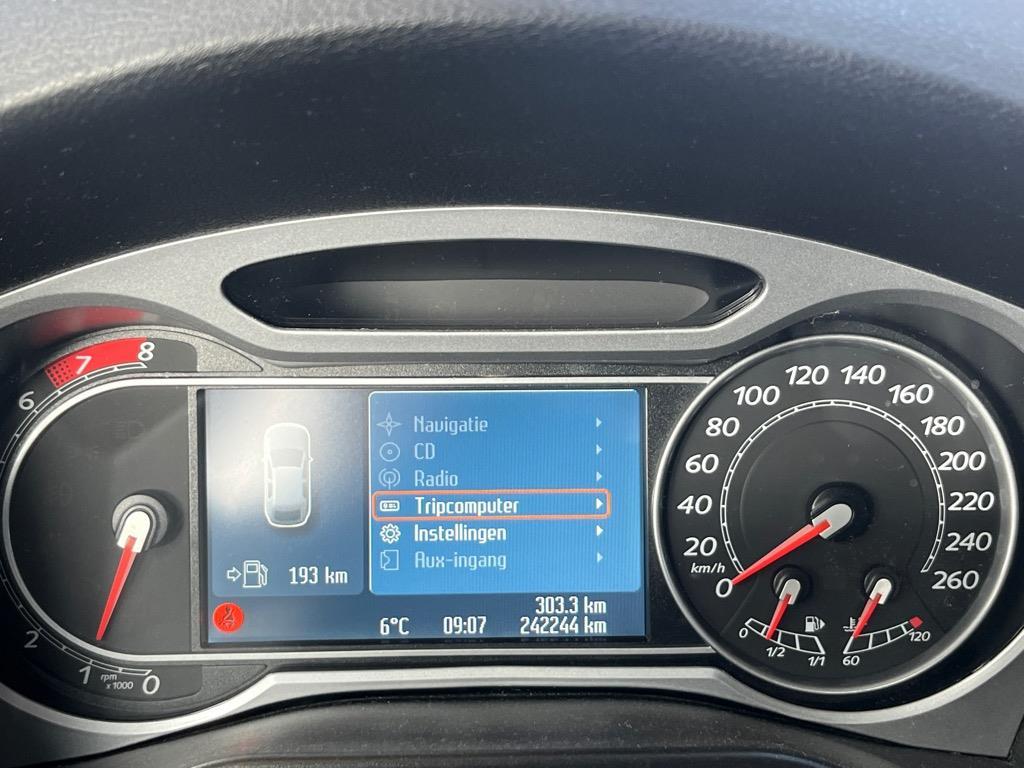 Navigatie
CD
Radio
Tripcomputer
Instellingen
Aux-ingang
193 km
303.3 km
6°C 09:07 242244 km
8
7
6
2
1
0
rpm
x1000
0
20
40
60
80
100
120
140
160
180
200
220
240
260
km/h
0
1/2
1/1
60
120